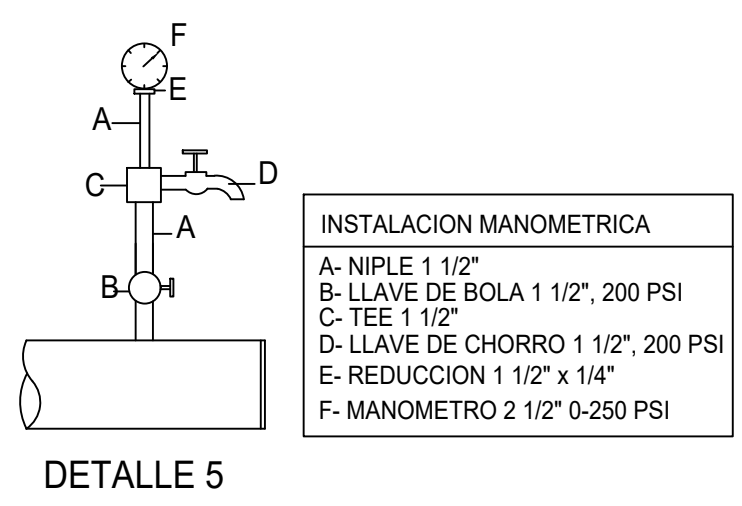 F
E
A
C
D
A
B
INSTALACION MANOMETRICA
A- NIPLE 1 1/2"
B- LLAVE DE BOLA 1 1/2", 200 PSI
C- TEE 1 1/2"
D- LLAVE DE CHORRO 1 1/2", 200 PSI
E- REDUCCION 1 1/2" x 1/4"
F- MANOMETRO 2 1/2" 0-250 PSI
DETALLE 5